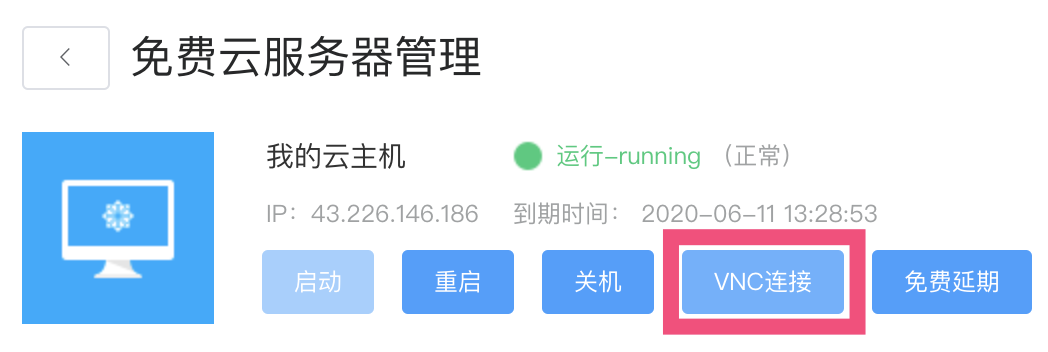 免费云服务器管理
我的云主机 运行-running （正常）
IP：43.226.146.186 到期时间： 2020-06-11 13:28:53
启动 重启 关机 VNC连接 免费延期